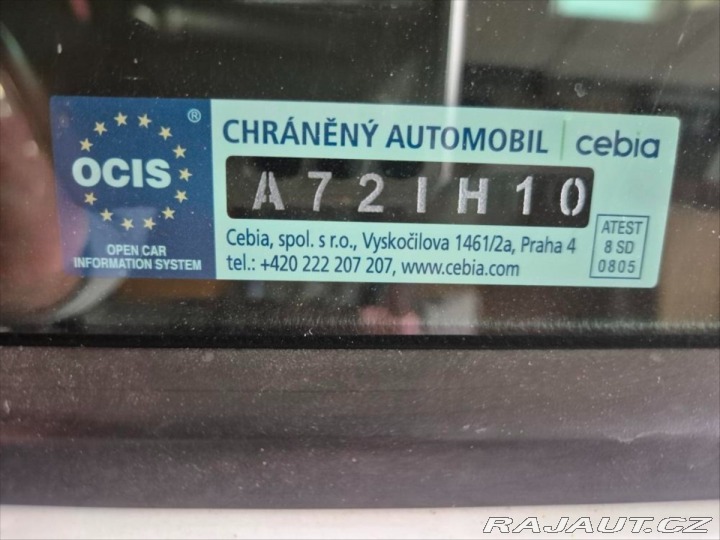 ®
OCIS
OPEN CAR
INFORMATION SYSTEM
CHRÁNĚNÝ AUTOMOBIL cebia
A72IH10
Cebia, spol. s r.o., Vyskočilova 1461/2a, Praha 4
tel.: +420 222 207 207, www.cebia.com
ATEST
8 SD
0805
RAJAUT.CZ